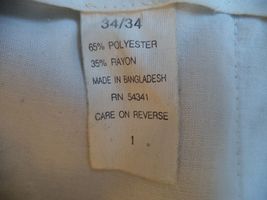 34/34
65% POLYESTER
35% RAYON
MADE IN BANGLADESH
RN 54341
CARE ON REVERSE
1